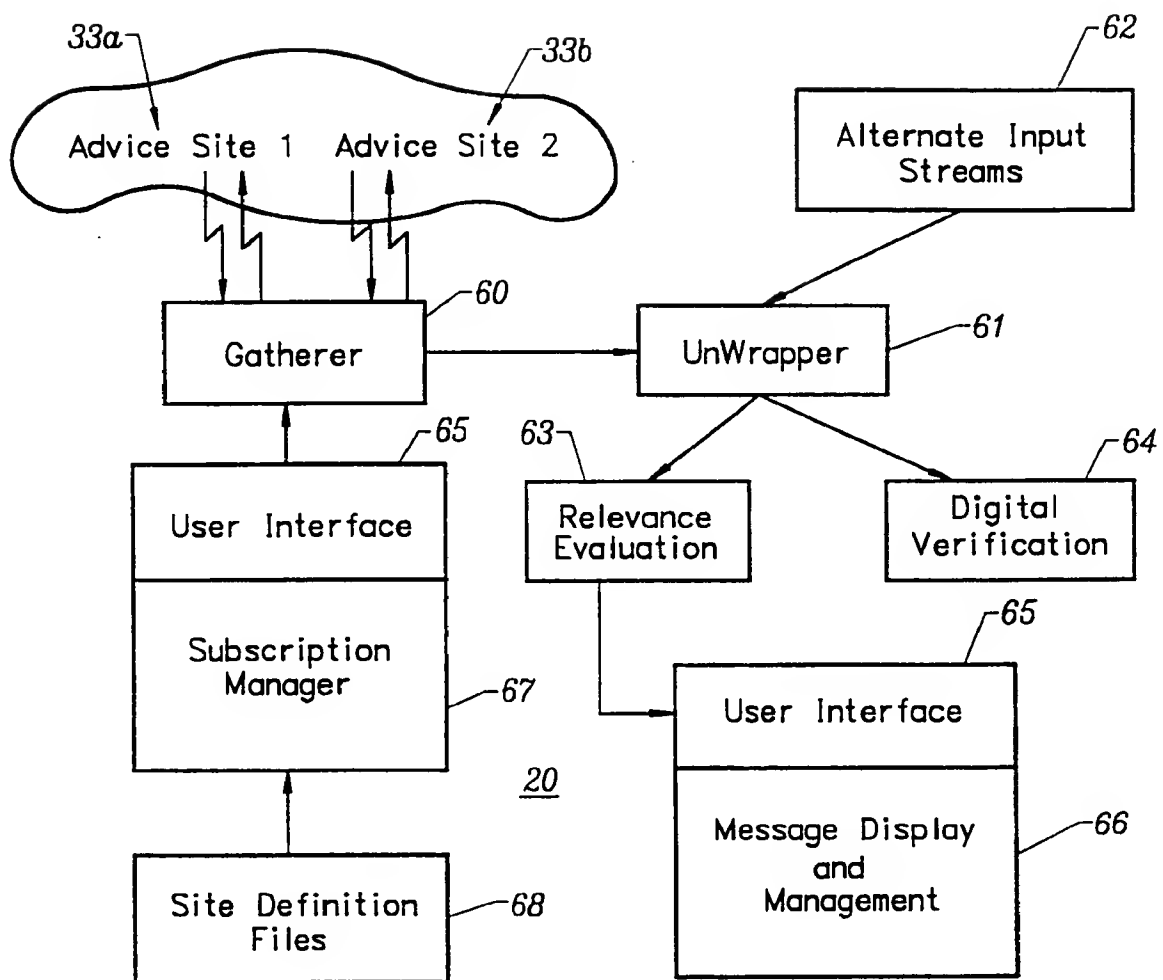 33a
33b
62
Advice Site 1 Advice Site 2
Alternate Input
Streams
60
Gatherer
61
UnWrapper
65
63
64
User Interface
Relevance
Evaluation
Digital
Verification
Subscription
Manager
67
65
User Interface
20
Message Display
and
Management
66
Site Definition
Files
68